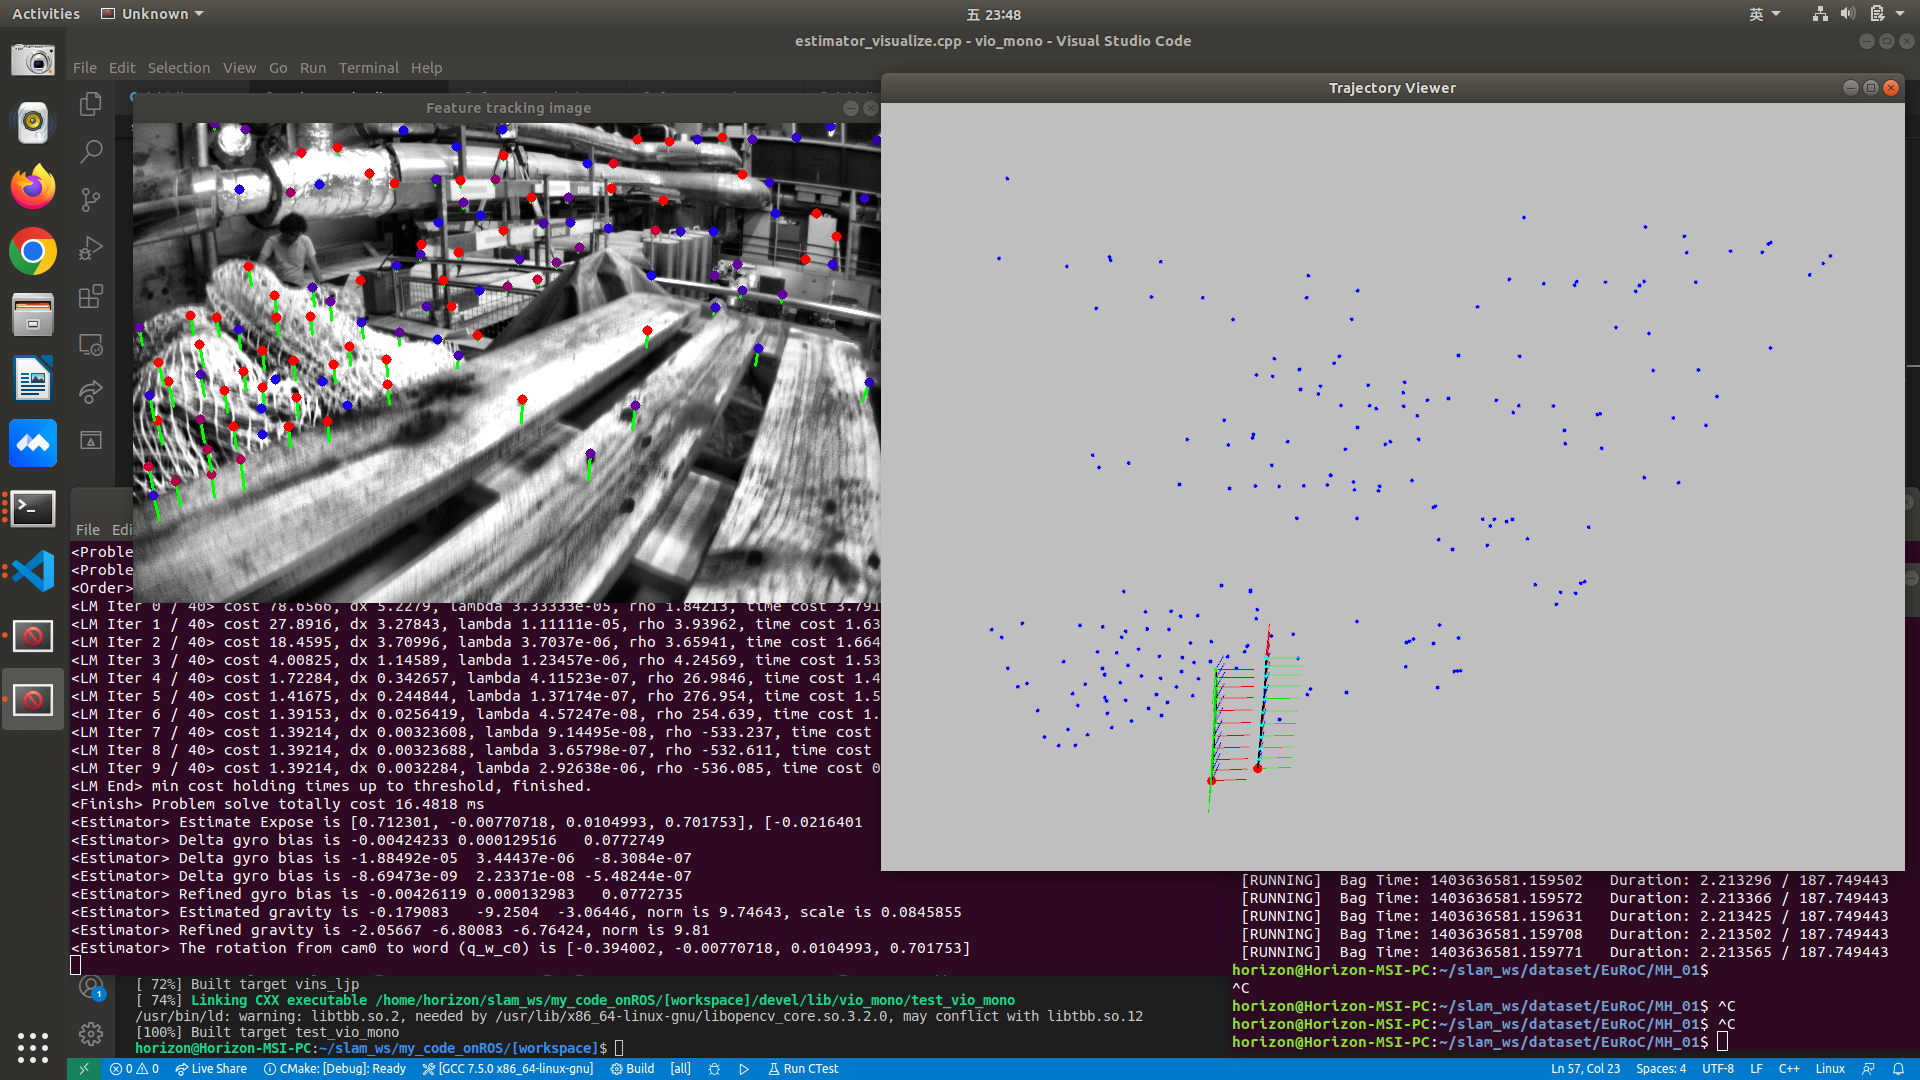 Activities
Unknown
五 23:48
英
estimator_visualize.cpp - vio_mono - Visual Studio Code
File Edit Selection View Go Run Terminal Help
Feature tracking image
Trajectory Viewer
File Edi
<Proble
<Proble
<Order>
<LM Iter 0 / 40> cost 78.6566, dx 5.2279, lambda 3.33333e-05, rho 1.84213, time cost 3.791
<LM Iter 1 / 40> cost 27.8916, dx 3.27843, lambda 1.11111e-05, rho 3.93962, time cost 1.63
<LM Iter 2 / 40> cost 18.4595, dx 3.70996, lambda 3.7037e-06, rho 3.65941, time cost 1.664
<LM Iter 3 / 40> cost 4.00825, dx 1.14589, lambda 1.23457e-06, rho 4.24569, time cost 1.53
<LM Iter 4 / 40> cost 1.72284, dx 0.342657, lambda 4.11523e-07, rho 26.9846, time cost 1.4
<LM Iter 5 / 40> cost 1.41675, dx 0.244844, lambda 1.37174e-07, rho 276.954, time cost 1.5
<LM Iter 6 / 40> cost 1.39153, dx 0.0256419, lambda 4.57247e-08, rho 254.639, time cost 1.
<LM Iter 7 / 40> cost 1.39214, dx 0.00323608, lambda 9.14495e-08, rho -533.237, time cost
<LM Iter 8 / 40> cost 1.39214, dx 0.00323688, lambda 3.65798e-07, rho -532.611, time cost
<LM Iter 9 / 40> cost 1.39214, dx 0.0032284, lambda 2.92638e-06, rho -536.085, time cost 0
<LM End> min cost holding times up to threshold, finished.
<Finish> Problem solve totally cost 16.4818 ms
<Estimator> Estimate Expose is [0.712301, -0.00770718, 0.0104993, 0.701753], [-0.0216401
<Estimator> Delta gyro bias is -0.00424233 0.000129516 0.0772749
<Estimator> Delta gyro bias is -1.88492e-05 3.44437e-06 -8.3084e-07
<Estimator> Delta gyro bias is -8.69473e-09 2.23371e-08 -5.48244e-07
<Estimator> Refined gyro bias is -0.00426119 0.000132983 0.0772735
<Estimator> Estimated gravity is -0.179083 -9.2504 -3.06446, norm is 9.74643, scale is 0.0845855
<Estimator> Refined gravity is -2.05667 -6.80083 -6.76424, norm is 9.81
<Estimator> The rotation from cam0 to word (q_w_c0) is [-0.394002, -0.00770718, 0.0104993, 0.701753]
[RUNNING] Bag Time: 1403636581.159502 Duration: 2.213296 / 187.749443
[RUNNING] Bag Time: 1403636581.159572 Duration: 2.213366 / 187.749443
[RUNNING] Bag Time: 1403636581.159631 Duration: 2.213425 / 187.749443
[RUNNING] Bag Time: 1403636581.159708 Duration: 2.213502 / 187.749443
[RUNNING] Bag Time: 1403636581.159771 Duration: 2.213565 / 187.749443
horizon@Horizon-MSI-PC:~/slam_ws/dataset/EuRoC/MH_01$
^C
horizon@Horizon-MSI-PC:~/slam_ws/dataset/EuRoC/MH_01$ ^C
horizon@Horizon-MSI-PC:~/slam_ws/dataset/EuRoC/MH_01$ ^C
horizon@Horizon-MSI-PC:~/slam_ws/dataset/EuRoC/MH_01$
[ 72%] Built target vins_ljp
[ 74%] Linking CXX executable /home/horizon/slam_ws/my_code_onROS/[workspace]/devel/lib/vio_mono/test_vio_mono
/usr/bin/ld: warning: libtbb.so.2, needed by /usr/lib/x86_64-linux-gnu/libopencv_core.so.3.2.0, may conflict with libtbb.so.12
[100%] Built target test_vio_mono
horizon@Horizon-MSI-PC:~/slam_ws/my_code_onROS/[workspace]$
1
0 0 Live Share CMake: [Debug]: Ready [GCC 7.5.0 x86_64-linux-gnu] Build [all] Run CTest
Ln 57, Col 23 Spaces: 4 UTF-8 LF C++ Linux